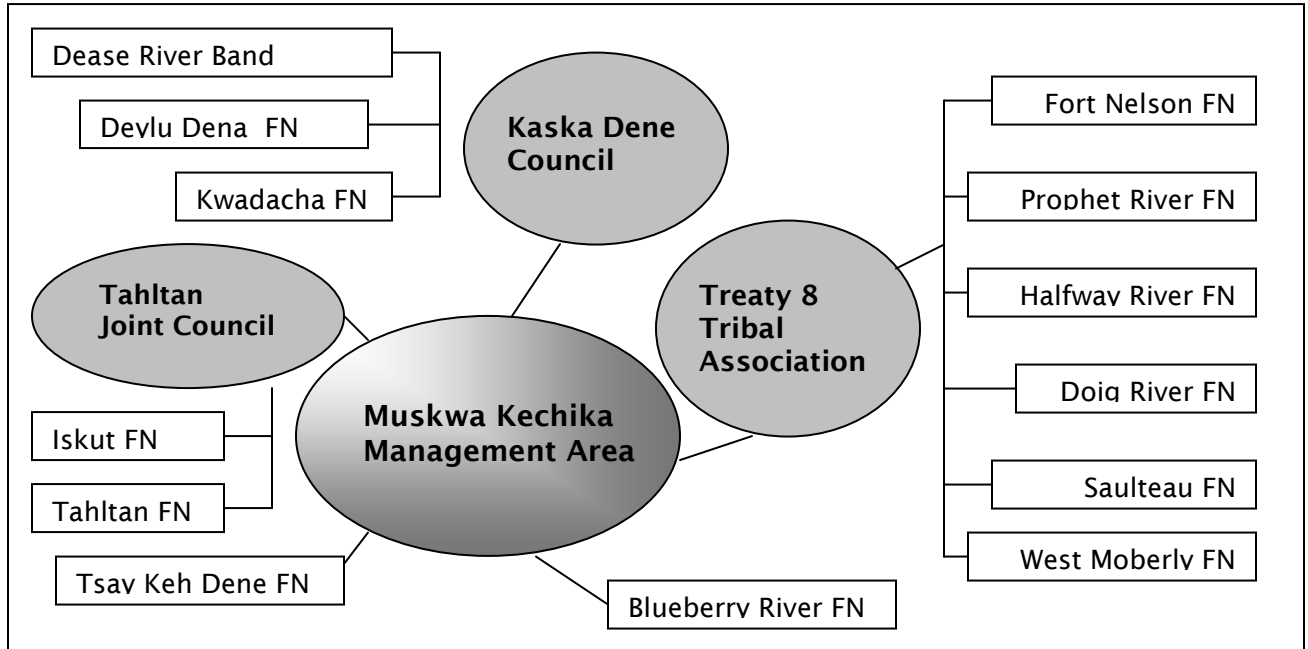 Dease River Band
Deylu Dena FN
Kwadacha FN
Kaska Dene
Council
Fort Nelson FN
Prophet River FN
Halfway River FN
Doig River FN
Saulteau FN
West Moberly FN
Tahltan
Joint Council
Treaty 8
Tribal
Association
Muskwa Kechika
Management Area
Iskut FN
Tahltan FN
Tsay Keh Dene FN
Blueberry River FN